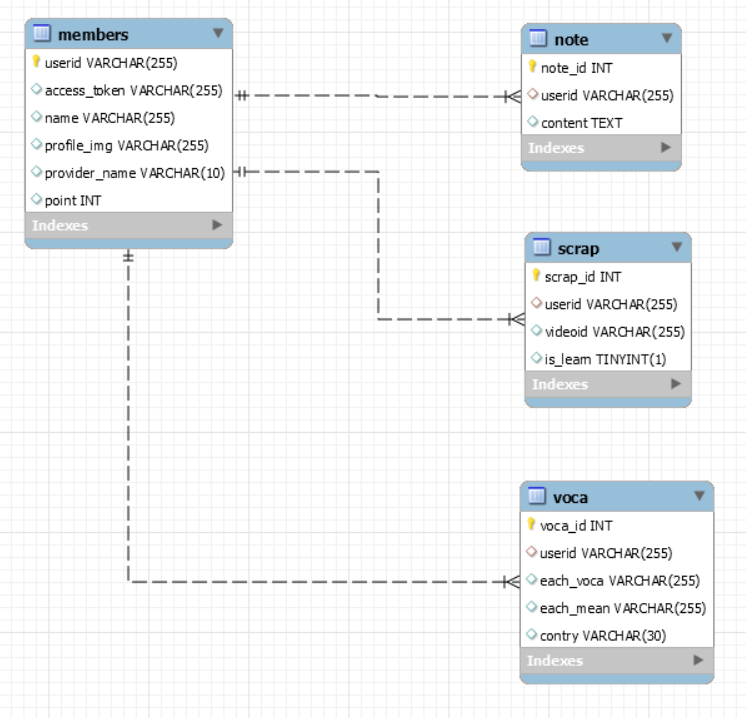 members
userid VARCHAR(255)
access_token VARCHAR(255)
name VARCHAR(255)
profile_img VARCHAR(255)
provider_name VARCHAR(10)
point INT
Indexes
note
note_id INT
userid VARCHAR(255)
content TEXT
Indexes
scrap
scrap_id INT
userid VARCHAR(255)
videoid VARCHAR(255)
is_learn TINYINT(1)
Indexes
voca
voca_id INT
userid VARCHAR(255)
each_voca VARCHAR(255)
each_mean VARCHAR(255)
contry VARCHAR(30)
Indexes